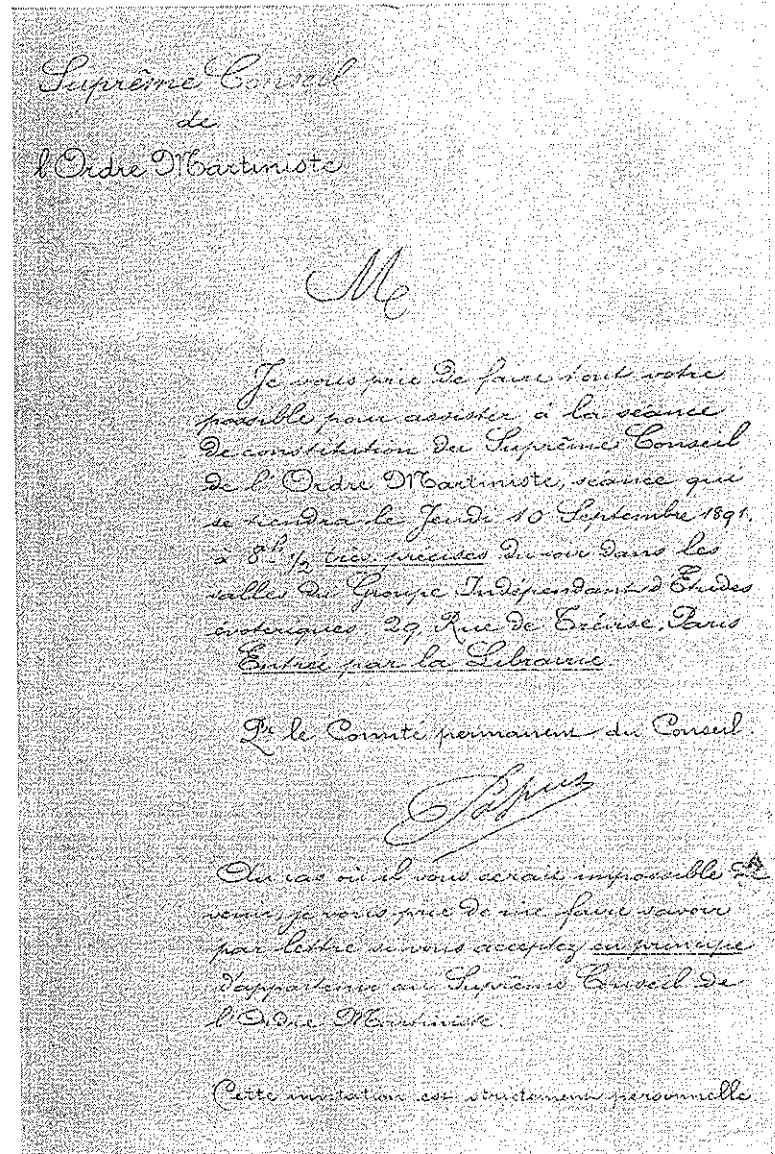 Suprême Conseil
de
l'Ordre Martiniste
M
Je vous prie de faire tout votre
possible pour assister à la séance
de constitution du Suprême Conseil
de l'Ordre Martiniste, séance qui
se tiendra le Jeudi 10 Septembre 1891.
à 8h 1/2 très précises du soir dans les
salles du Groupe Indépendant d'Études
ésoteriques, 29, Rue de Trévise, Paris
Entrée par la Librairie
Pr le Comité permanent du Conseil.
Papus
Au cas où il vous serait impossible de
venir, je vous prie de me faire savoir
par lettre si vous acceptez en principe
d'appartenir au Suprême Conseil de
l'Ordre Martiniste.
Cette invitation est strictement personnelle